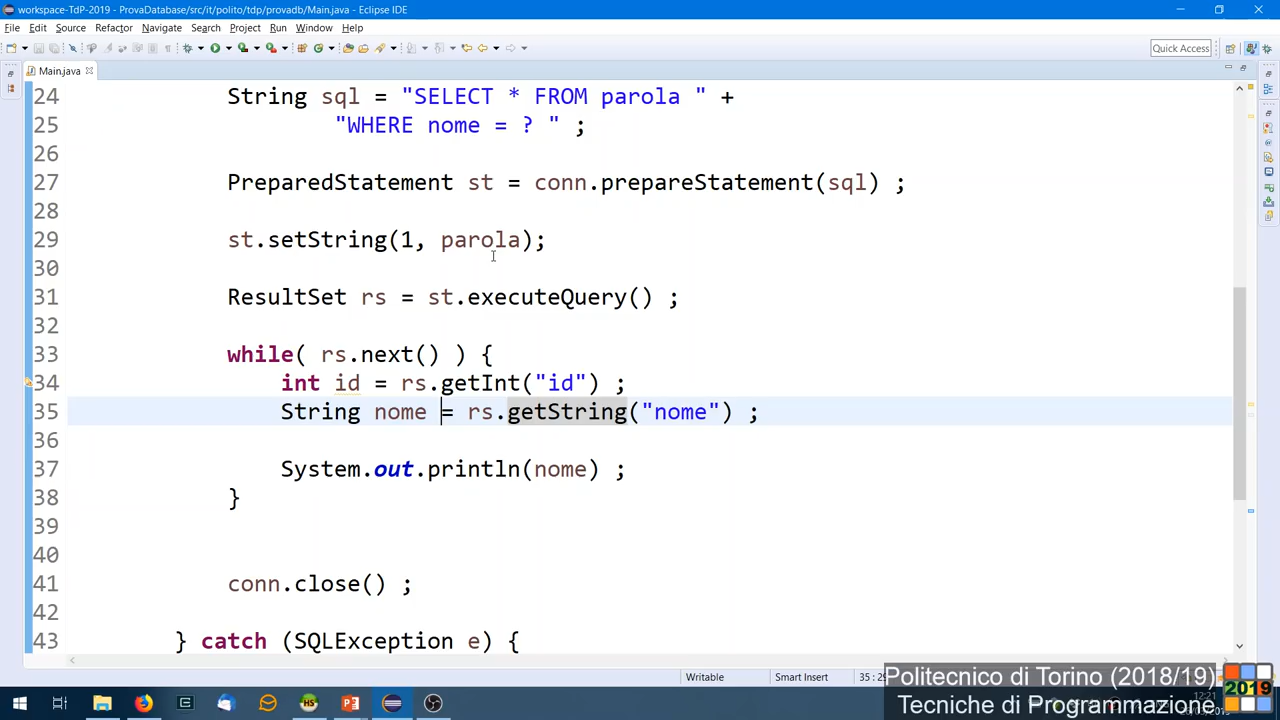 workspace-TdP-2019 - ProvaDatabase/src/it/polito/tdp/provadb/Main.java - Eclipse IDE
File Edit Source Refactor Navigate Search Project Run Window Help
Quick Access
Main.java
24 String sql = "SELECT * FROM parola " +
25 "WHERE nome = ? " ;
26
27 PreparedStatement st = conn.prepareStatement(sql) ;
28
29 st.setString(1, parola);
30
31 ResultSet rs = st.executeQuery() ;
32
33 while( rs.next() ) {
34 int id = rs.getInt("id") ;
35 String nome = rs.getString("nome") ;
36
37 System.out.println(nome) ;
38 }
39
40
41 conn.close() ;
42
43 } catch (SQLException e) {
Writable Smart Insert
Politecnico di Torino (2018/19)
Tecniche di Programmazione
2019
12:21